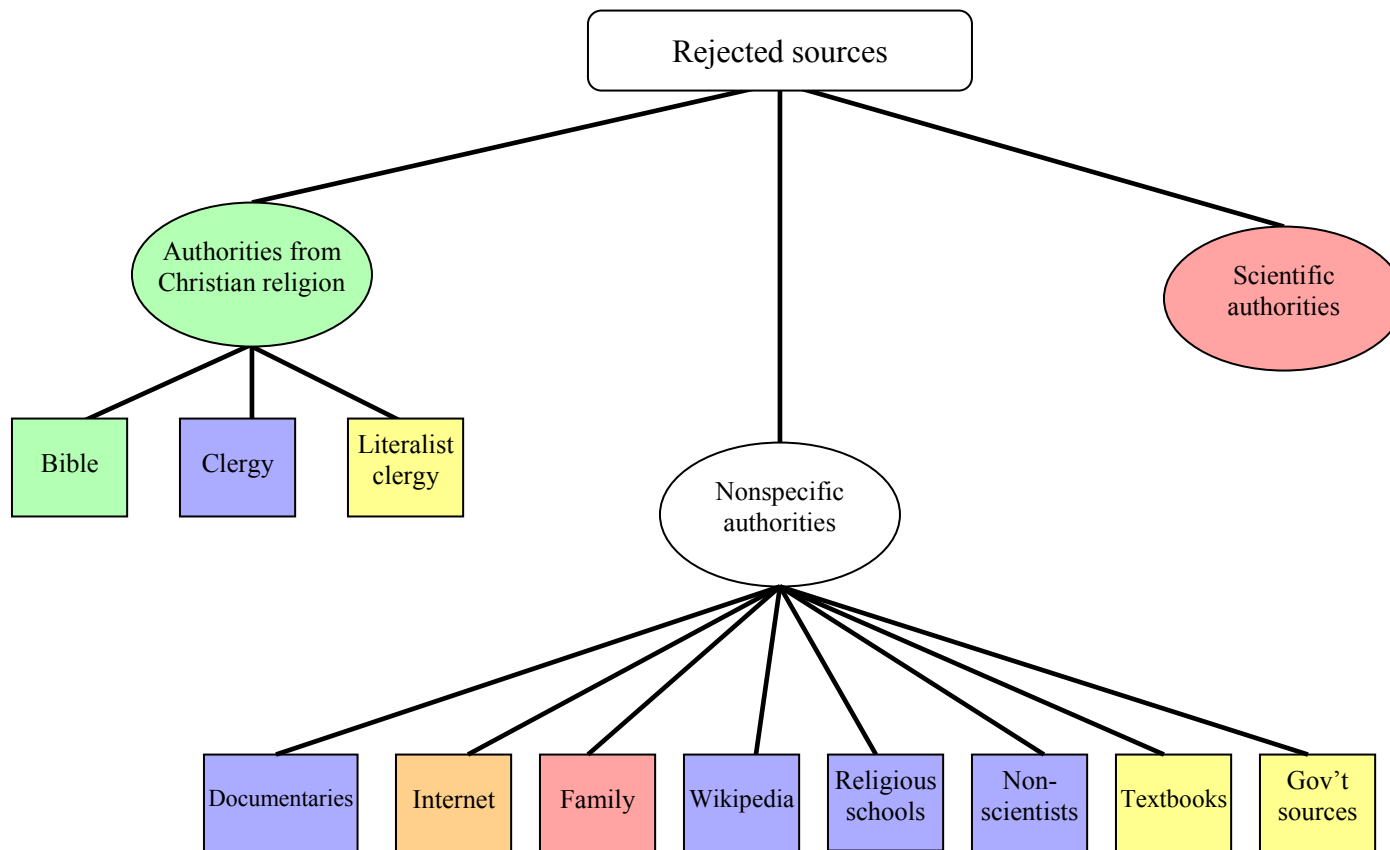 Rejected sources
Authorities from
Christian religion
Scientific
authorities
Bible
Clergy
Literalist
clergy
Nonspecific
authorities
Documentaries
Internet
Family
Wikipedia
Religious
schools
Non-
scientists
Textbooks
Gov’t
sources